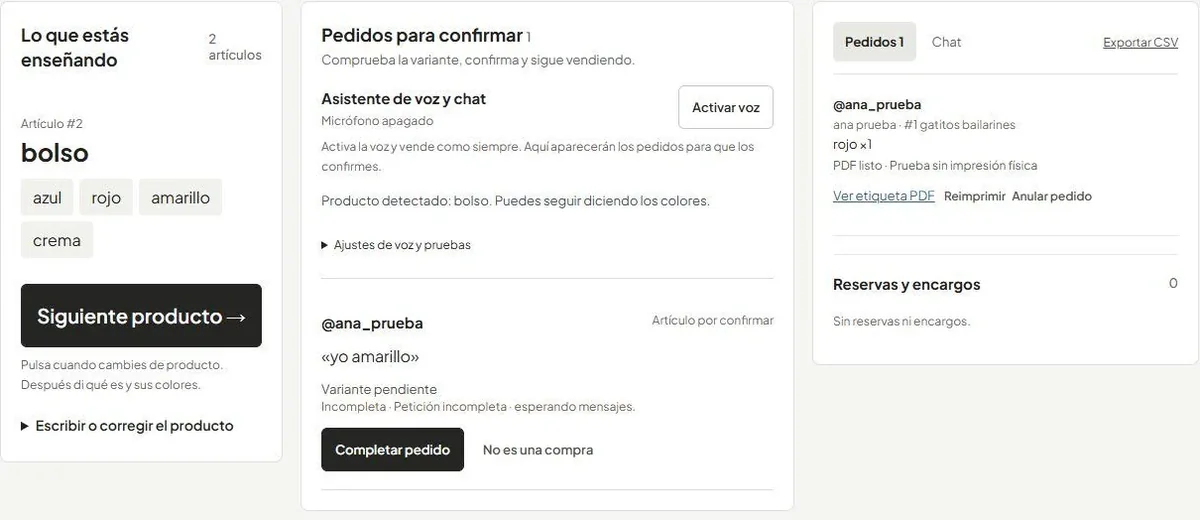 Lo que estás
enseñando
2
artículos
Artículo #2
bolso
azul
rojo
amarillo
crema
Siguiente producto →
Pulsa cuando cambies de producto.
Después di qué es y sus colores.
▶ Escribir o corregir el producto
Pedidos para confirmar 1
Comprueba la variante, confirma y sigue vendiendo.
Asistente de voz y chat
Micrófono apagado
Activar voz
Activa la voz y vende como siempre. Aquí aparecerán los pedidos para que los
confirmes.
Producto detectado: bolso. Puedes seguir diciendo los colores.
▶ Ajustes de voz y pruebas
@ana_prueba
Artículo por confirmar
«yo amarillo»
Variante pendiente
Incompleta · Petición incompleta · esperando mensajes.
Completar pedido
No es una compra
Pedidos 1
Chat
Exportar CSV
@ana_prueba
ana prueba · #1 gatitos bailarines
rojo ×1
PDF listo · Prueba sin impresión física
Ver etiqueta PDF Reimprimir Anular pedido
Reservas y encargos
0
Sin reservas ni encargos.